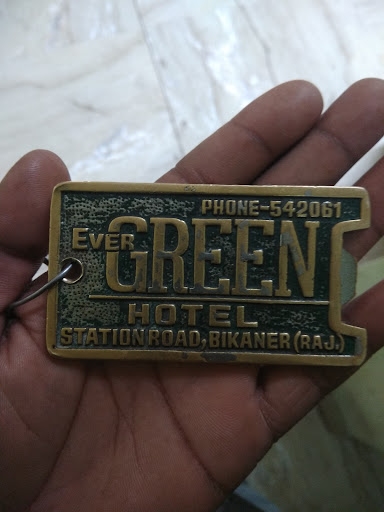 PHONE-542061
EVER GREEN
HOTEL
STATION ROAD, BIKANER (RAJ.)